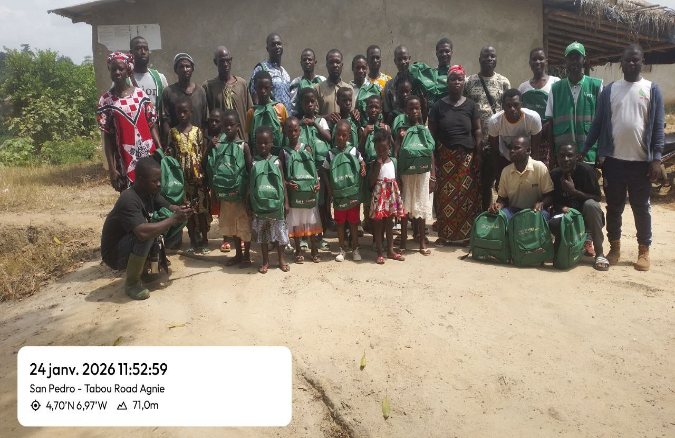 24 janv. 2026 11:52:59
San Pedro - Tabou Road Agnie
4,70'N 6,97'W 71,0m